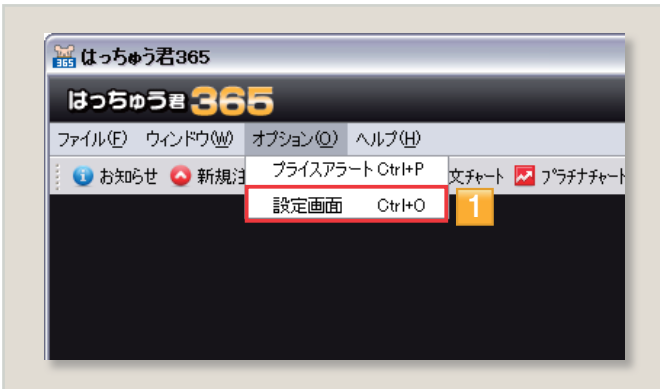 365 はっちゅう君365
はっちゅう君365
ファイル(F) ウィンドウ(W) オプション(O) ヘルプ(H)
お知らせ 新規注 文チャート プラチナチャート
プライスアラート Ctrl+P
設定画面 Ctrl+O
1